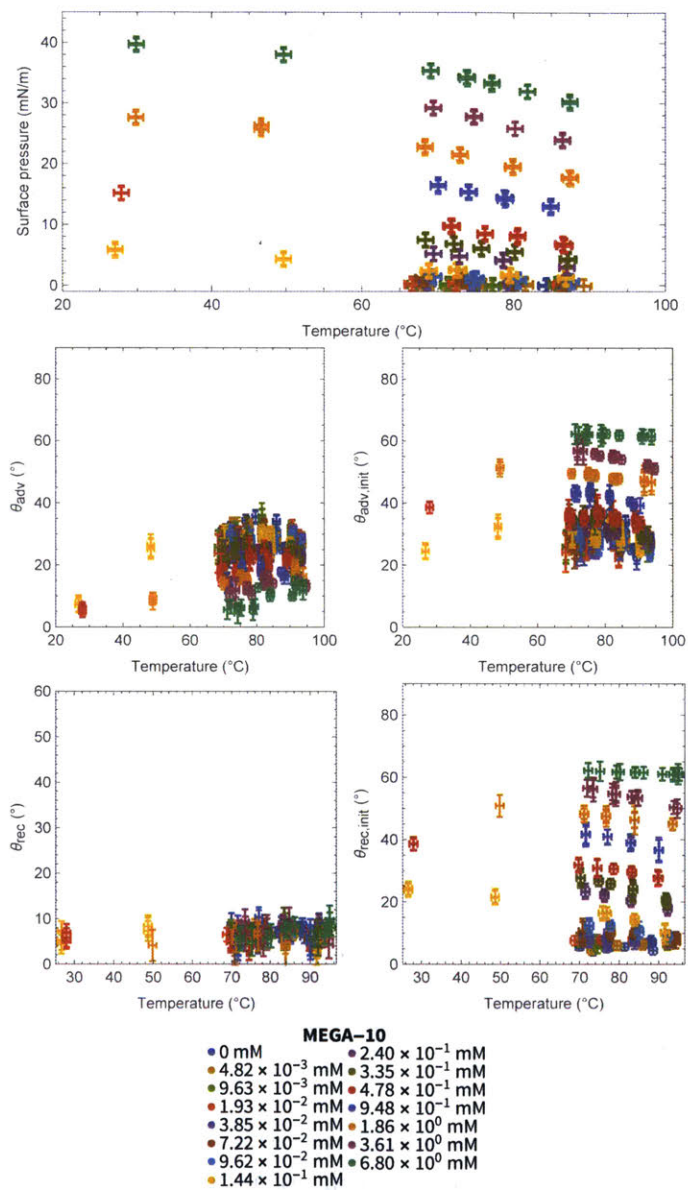 Surface pressure (mN/m)
40
30
20
10
0
20 40 60 80 100
Temperature (°C)
θadv (°)
80
60
40
20
0
20 40 60 80 100
Temperature (°C)
θadv,init (°)
80
60
40
20
0
20 40 60 80 100
Temperature (°C)
θrec (°)
60
50
40
30
20
10
0
30 40 50 60 70 80 90
Temperature (°C)
θrec,init (°)
80
60
40
20
0
30 40 50 60 70 80 90
Temperature (°C)
MEGA–10
0 mM
4.82 × 10⁻³ mM
9.63 × 10⁻³ mM
1.93 × 10⁻² mM
3.85 × 10⁻² mM
7.22 × 10⁻² mM
9.62 × 10⁻² mM
1.44 × 10⁻¹ mM
2.40 × 10⁻¹ mM
3.35 × 10⁻¹ mM
4.78 × 10⁻¹ mM
9.48 × 10⁻¹ mM
1.86 × 10⁰ mM
3.61 × 10⁰ mM
6.80 × 10⁰ mM